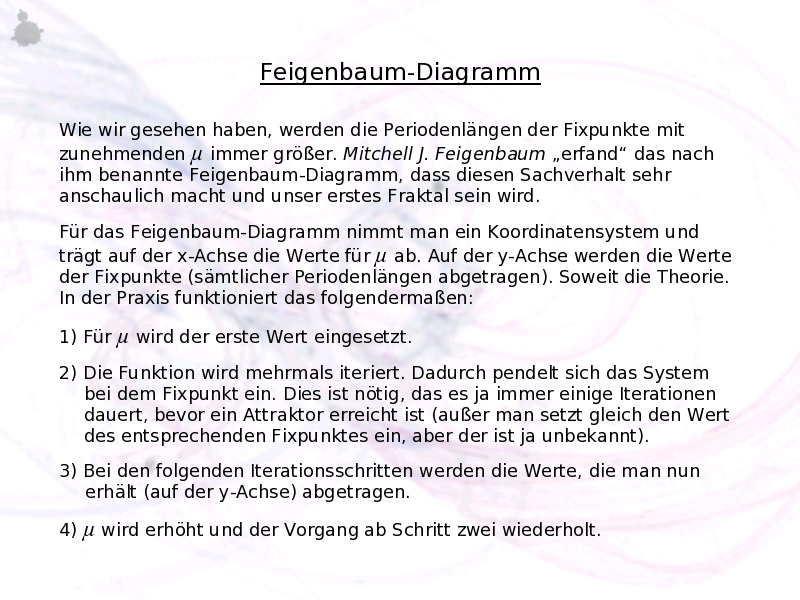 Feigenbaum-Diagramm
Wie wir gesehen haben, werden die Periodenlängen der Fixpunkte mit
zunehmenden μ immer größer. Mitchell J. Feigenbaum „erfand“ das nach
ihm benannte Feigenbaum-Diagramm, dass diesen Sachverhalt sehr
anschaulich macht und unser erstes Fraktal sein wird.
Für das Feigenbaum-Diagramm nimmt man ein Koordinatensystem und
trägt auf der x-Achse die Werte für μ ab. Auf der y-Achse werden die Werte
der Fixpunkte (sämtlicher Periodenlängen abgetragen). Soweit die Theorie.
In der Praxis funktioniert das folgendermaßen:
1) Für μ wird der erste Wert eingesetzt.
2) Die Funktion wird mehrmals iteriert. Dadurch pendelt sich das System
bei dem Fixpunkt ein. Dies ist nötig, das es ja immer einige Iterationen
dauert, bevor ein Attraktor erreicht ist (außer man setzt gleich den Wert
des entsprechenden Fixpunktes ein, aber der ist ja unbekannt).
3) Bei den folgenden Iterationsschritten werden die Werte, die man nun
erhält (auf der y-Achse) abgetragen.
4) μ wird erhöht und der Vorgang ab Schritt zwei wiederholt.